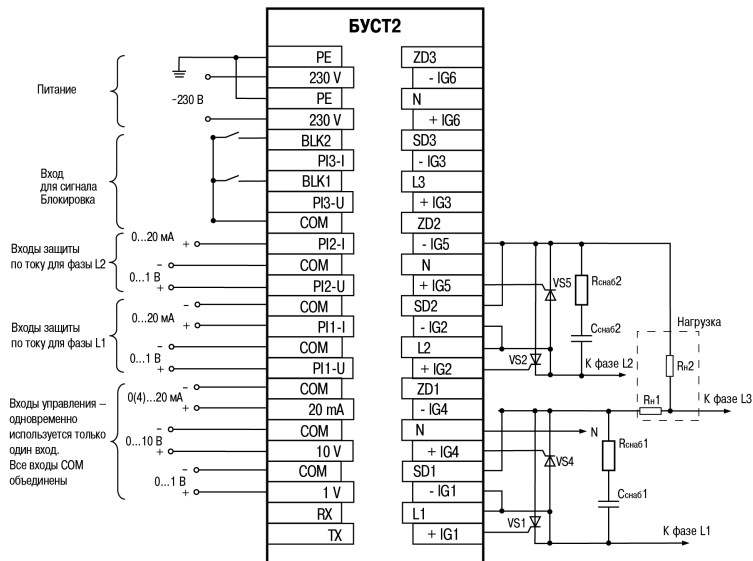 БУСТ2
PE
230 V
PE
230 V
BLK2
PI3-I
BLK1
PI3-U
COM
PI2-I
COM
PI2-U
COM
PI1-I
COM
PI1-U
COM
20 mA
COM
10 V
COM
1 V
RX
TX
ZD3
- IG6
N
+ IG6
SD3
- IG3
L3
+ IG3
ZD2
- IG5
N
+ IG5
SD2
- IG2
L2
+ IG2
ZD1
- IG4
N
+ IG4
SD1
- IG1
L1
+ IG1
Питание
~230 В
Вход
для сигнала
Блокировка
Входы защиты
по току для фазы L2
0...20 мА
+
–
0...1 В
+
Входы защиты
по току для фазы L1
–
0...20 мА
+
–
0...1 В
+
Входы управления –
одновременно
используется только
один вход.
Все входы COM
объединены
–
0(4)...20 мА
+
–
0...10 В
+
–
0...1 В
+
VS5
Rснаб2
Cснаб2
VS2
К фазе L2
Нагрузка
Rн2
Rн1
К фазе L3
N
VS4
Rснаб1
Cснаб1
VS1
К фазе L1